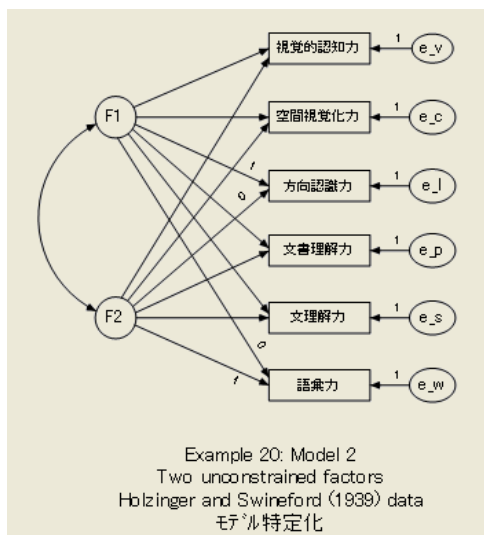 視覚的認知力
1
e_v
F1
空間視覚化力
1
e_c
1
方向認識力
1
e_l
0
文書理解力
1
e_p
F2
文理解力
1
e_s
0
1
語彙力
1
e_w
Example 20: Model 2
Two unconstrained factors
Holzinger and Swineford (1939) data
モデル特定化